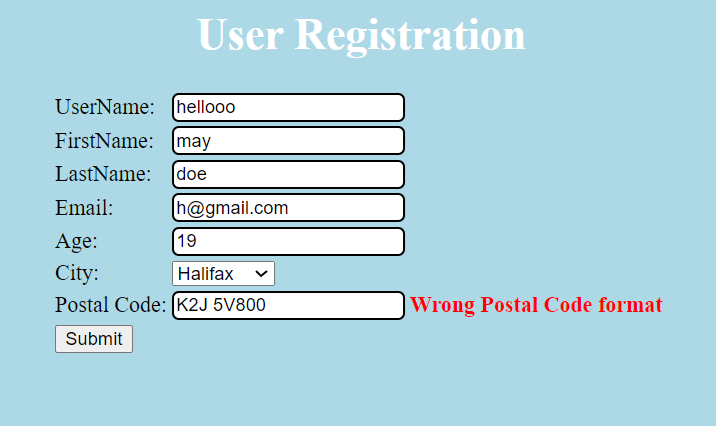 User Registration
UserName: hellooo
FirstName: may
LastName: doe
Email: h@gmail.com
Age: 19
City: Halifax
Postal Code: K2J 5V800 Wrong Postal Code format
Submit